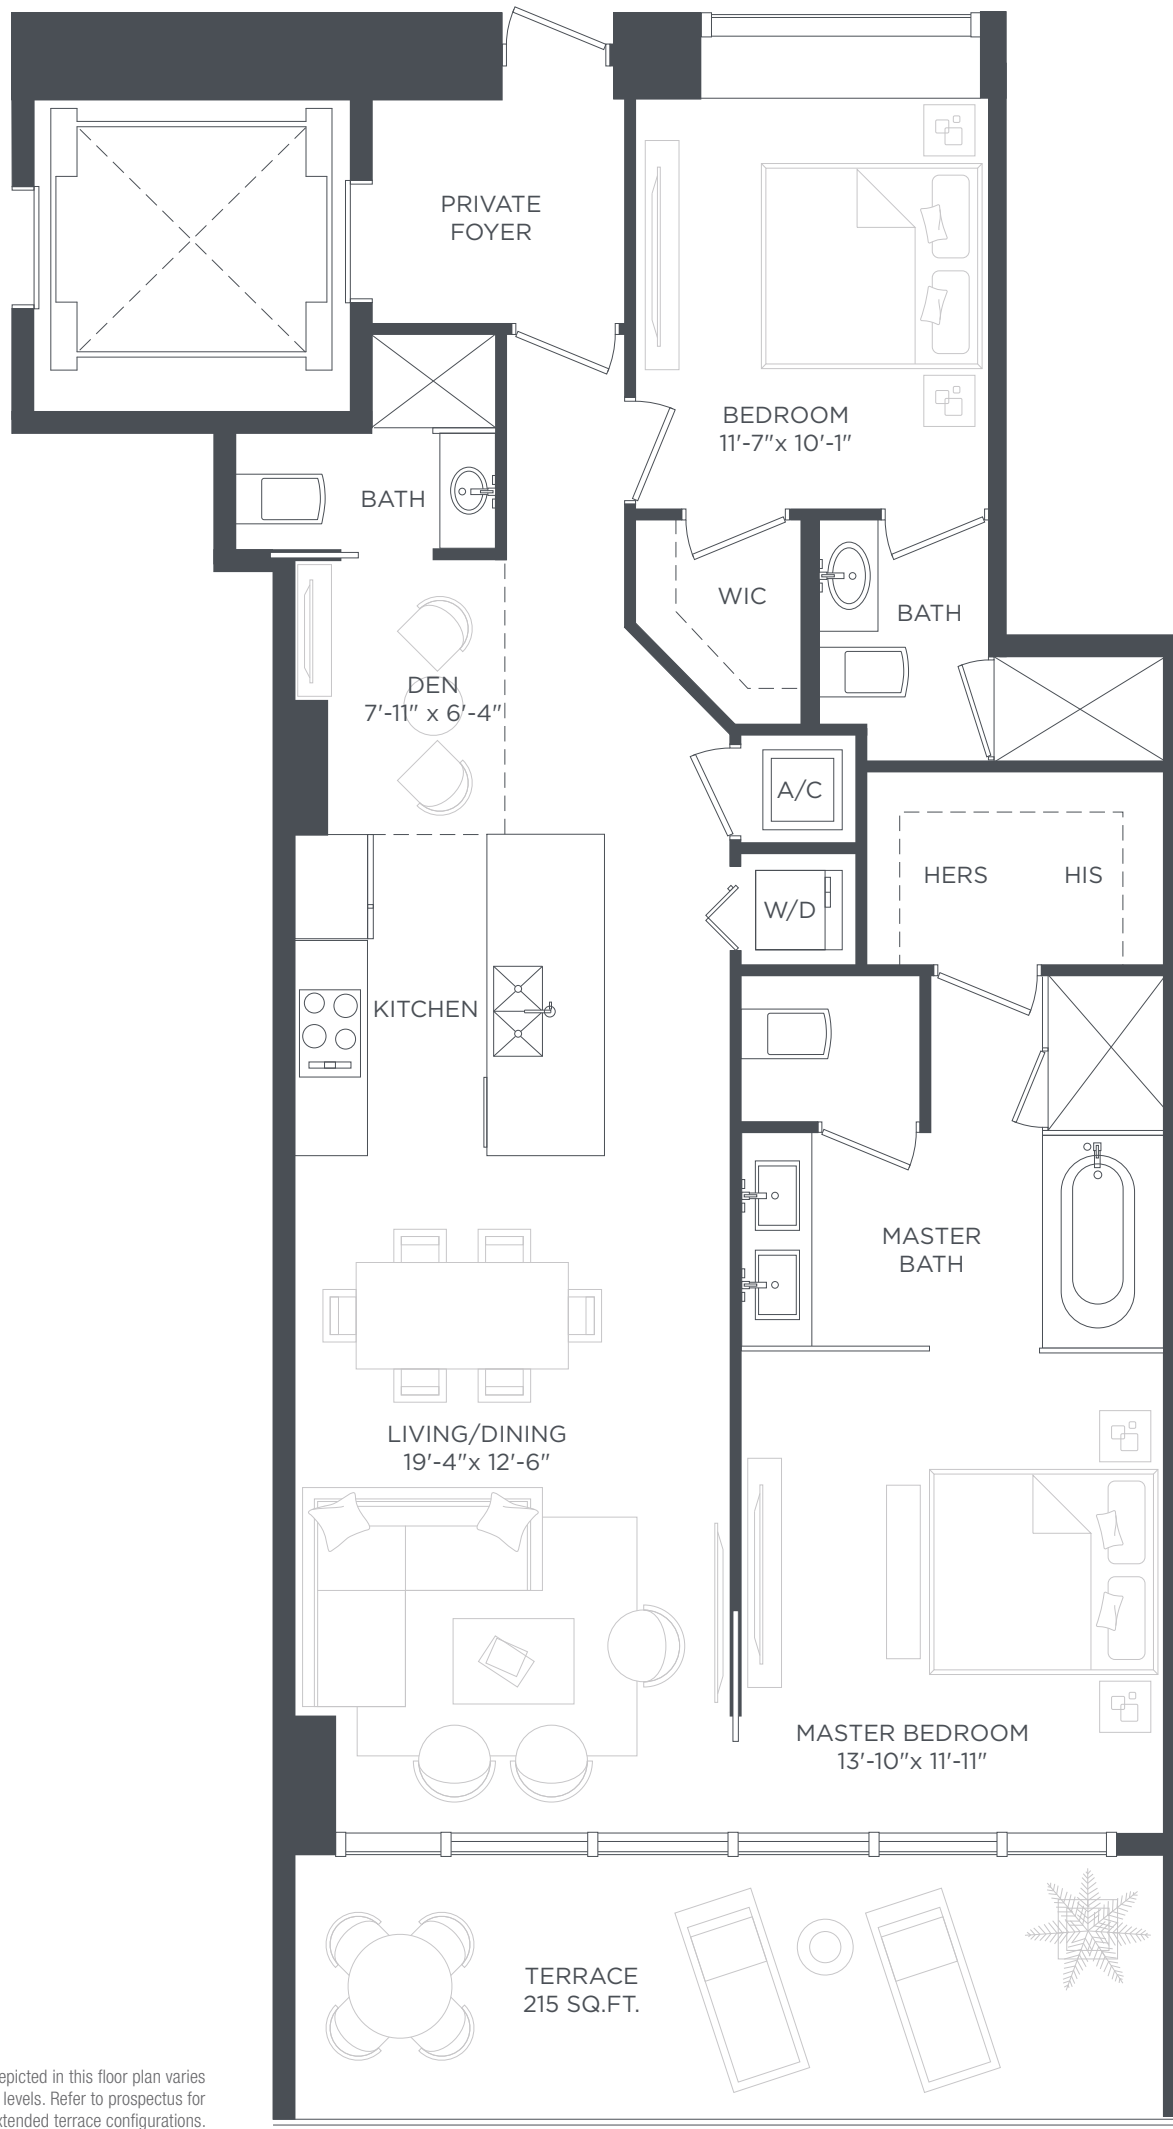 PRIVATE
FOYER
BEDROOM
11'-7"x 10'-1"
BATH
WIC
BATH
DEN
7'-11" x 6'-4"
A/C
HERS HIS
W/D
KITCHEN
MASTER
BATH
LIVING/DINING
19'-4"x 12'-6"
MASTER BEDROOM
13'-10"x 11'-11"
TERRACE
215 SQ.FT.
depicted in this floor plan varies
levels. Refer to prospectus for
extended terrace configurations.